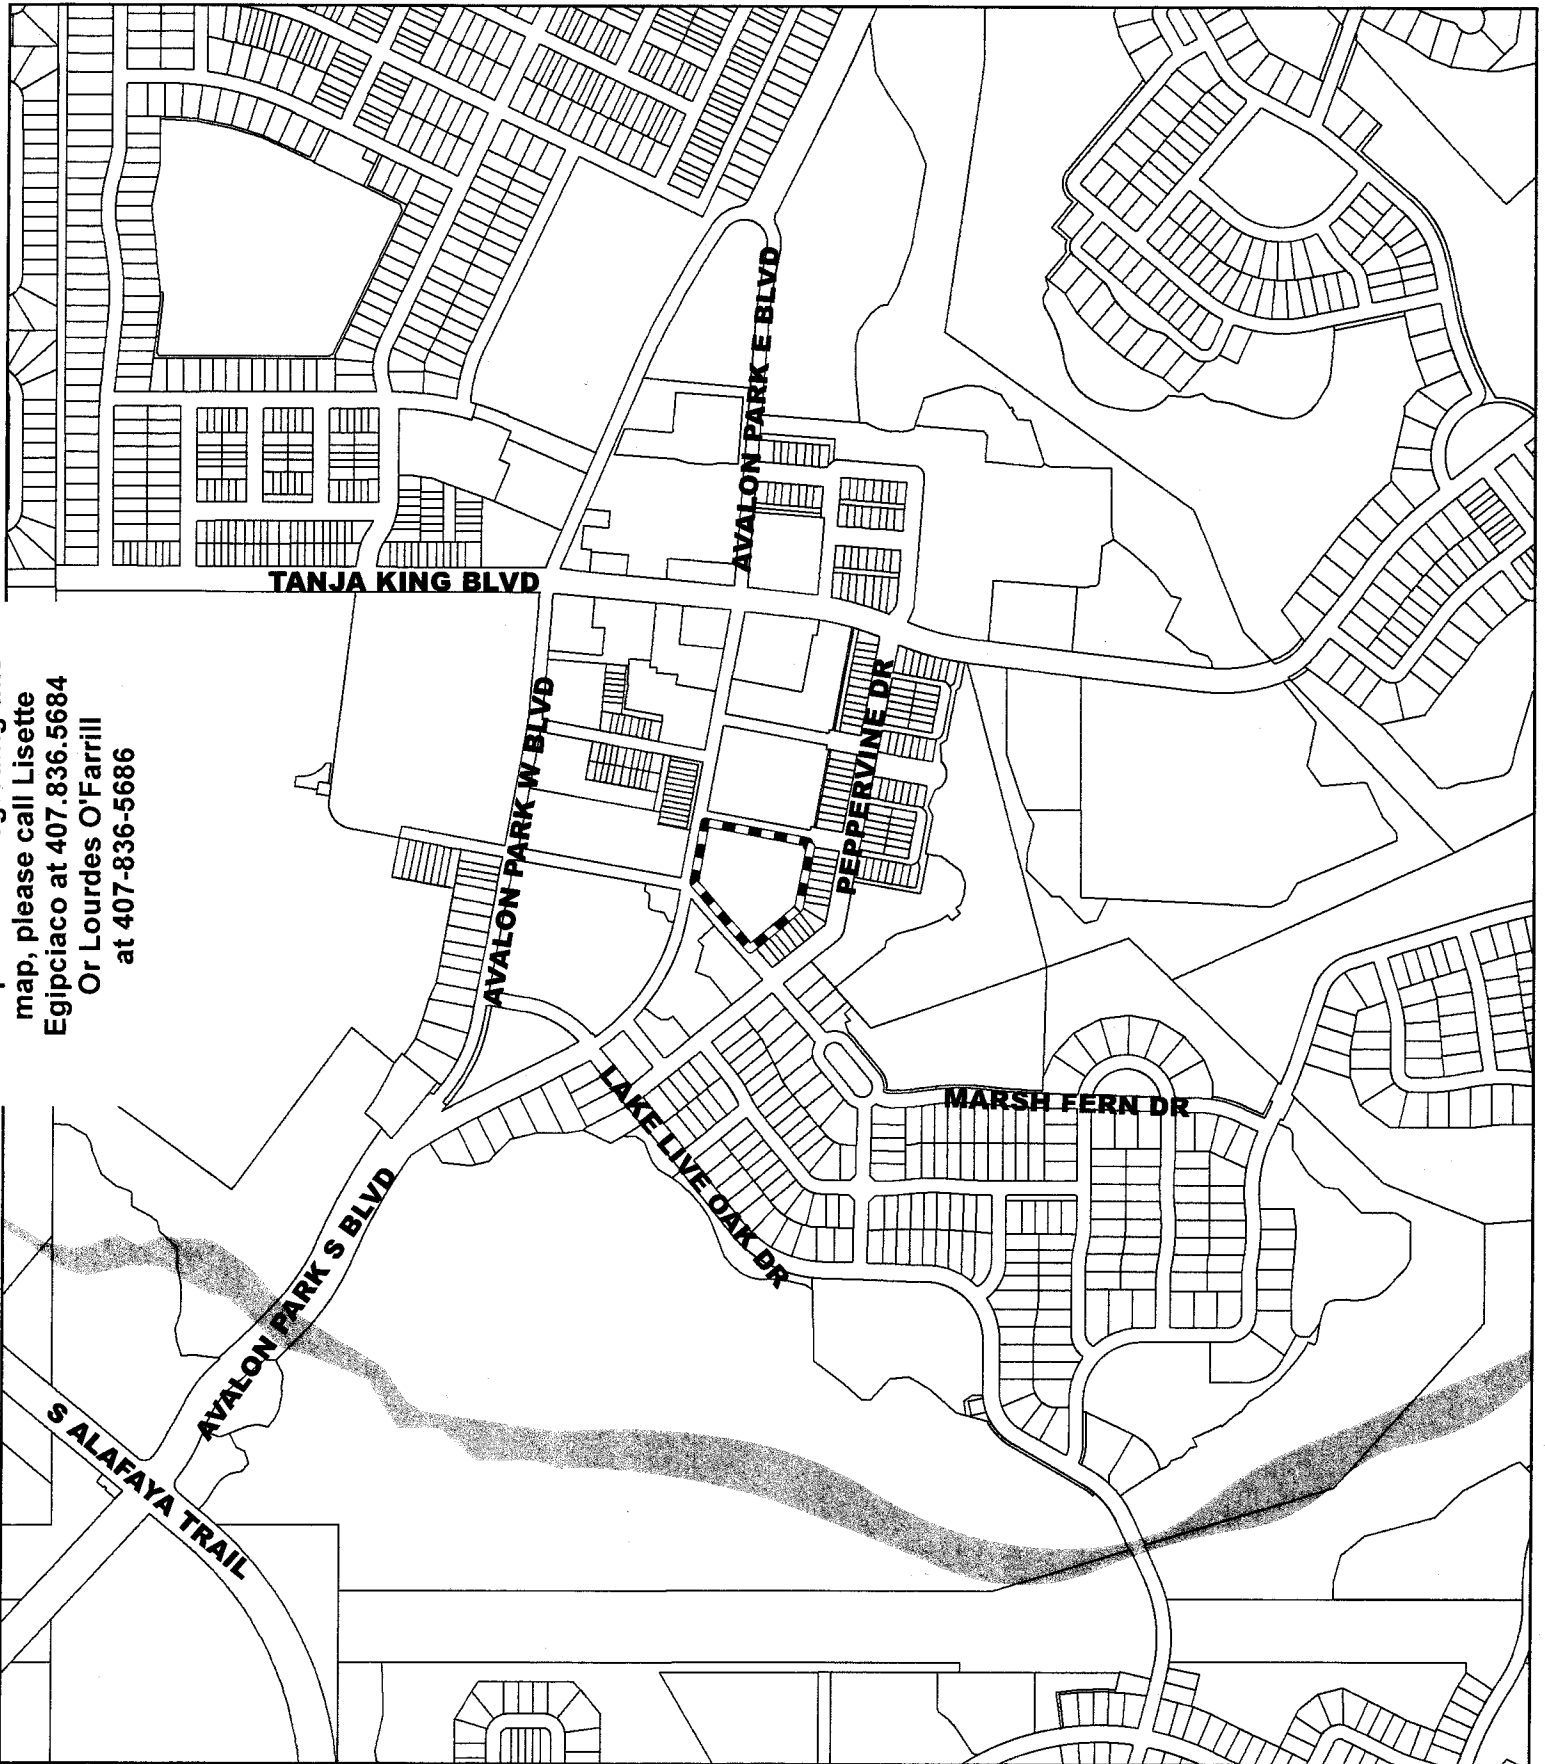 TANJA KING BLVD
AVALON PARK E BLVD
AVALON PARK W BLVD
PEPPERVINE DR
map, please call Lisette
Egipciaco at 407.836.5684
Or Lourdes O'Farrill
at 407-836-5686
LAKE LIVE OAK DR
MARSH FERN DR
AVALON PARK S BLVD
S ALAFAYA TRAIL